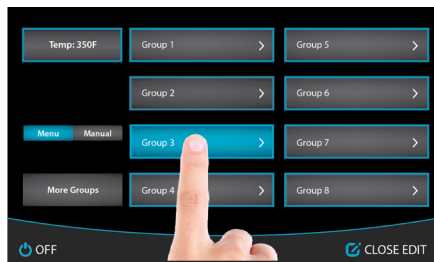 Temp: 350F
Group 1
Group 5
Group 2
Group 6
Menu Manual
Group 3
Group 7
More Groups
Group 4
Group 8
OFF
CLOSE EDIT